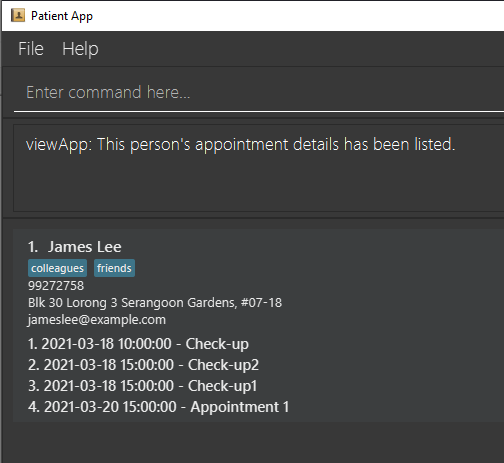 Patient App
File Help
Enter command here...
viewApp: This person's appointment details has been listed.
1. James Lee
colleagues friends
99272758
Blk 30 Lorong 3 Serangoon Gardens, #07-18
jameslee@example.com
1. 2021-03-18 10:00:00 - Check-up
2. 2021-03-18 15:00:00 - Check-up2
3. 2021-03-18 15:00:00 - Check-up1
4. 2021-03-20 15:00:00 - Appointment 1